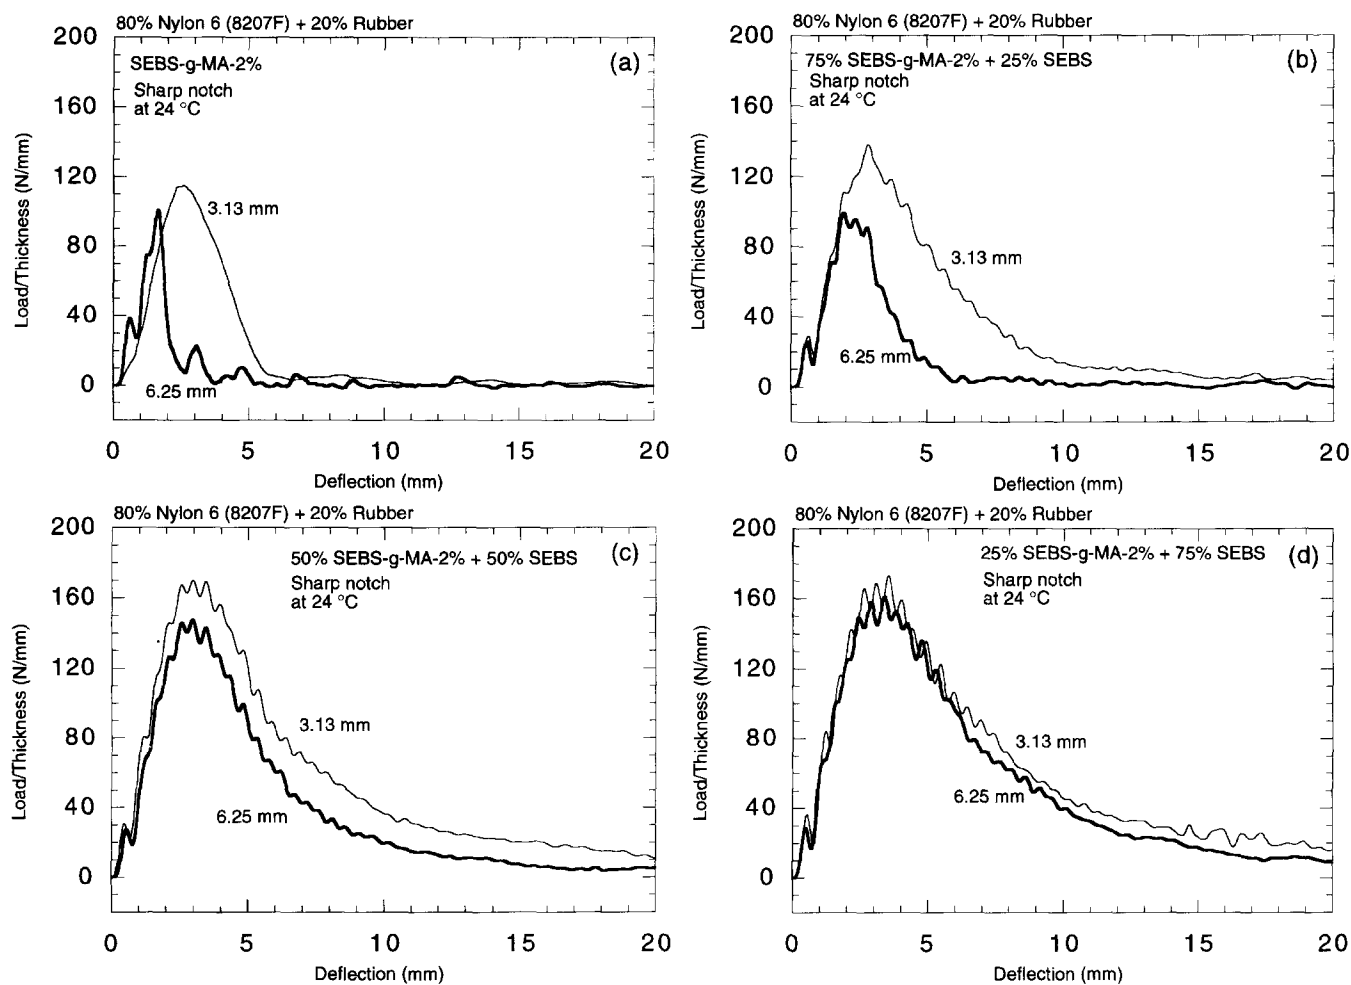 80% Nylon 6 (8207F) + 20% Rubber
200
SEBS-g-MA-2%
(a)
Sharp notch
at 24 °C
160
120
80
40
0
3.13 mm
6.25 mm
Load/Thickness (N/mm)
0 5 10 15 20
Deflection (mm)
80% Nylon 6 (8207F) + 20% Rubber
200
75% SEBS-g-MA-2% + 25% SEBS
(b)
Sharp notch
at 24 °C
160
120
80
40
0
3.13 mm
6.25 mm
Load/Thickness (N/mm)
0 5 10 15 20
Deflection (mm)
80% Nylon 6 (8207F) + 20% Rubber
200
50% SEBS-g-MA-2% + 50% SEBS
(c)
Sharp notch
at 24 °C
160
120
80
40
0
3.13 mm
6.25 mm
Load/Thickness (N/mm)
0 5 10 15 20
Deflection (mm)
80% Nylon 6 (8207F) + 20% Rubber
200
25% SEBS-g-MA-2% + 75% SEBS
(d)
Sharp notch
at 24 °C
160
120
80
40
0
3.13 mm
6.25 mm
Load/Thickness (N/mm)
0 5 10 15 20
Deflection (mm)